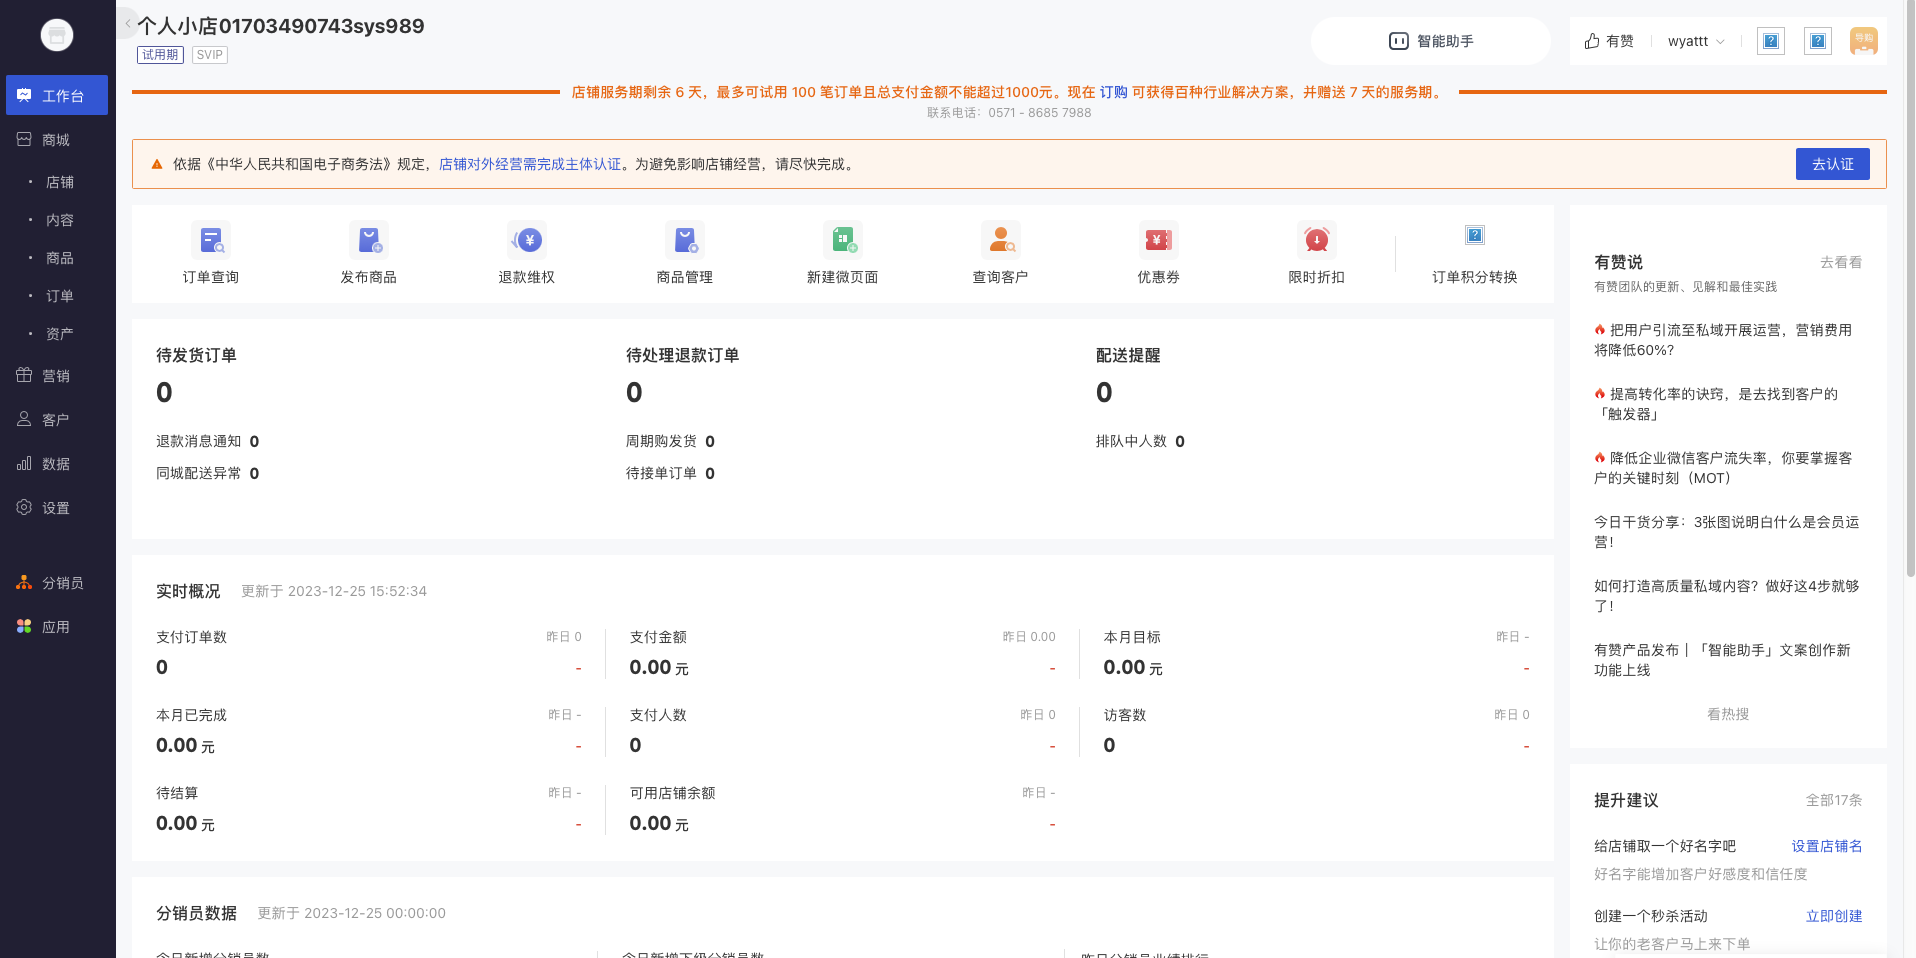 个人小店01703490743sys989
试用期 SVIP
智能助手
有赞
wyattt
导购
工作台
商城
· 店铺
· 内容
· 商品
· 订单
· 资产
营销
客户
数据
设置
分销员
应用
店铺服务期剩余 6 天，最多可试用 100 笔订单且总支付金额不能超过1000元。现在 订购 可获得百种行业解决方案，并赠送 7 天的服务期。
联系电话：0571 - 8685 7988
依据《中华人民共和国电子商务法》规定，店铺对外经营需完成主体认证。为避免影响店铺经营，请尽快完成。
去认证
订单查询
发布商品
退款维权
商品管理
新建微页面
查询客户
优惠券
限时折扣
订单积分转换
待发货订单
0
退款消息通知 0
同城配送异常 0
待处理退款订单
0
周期购发货 0
待接单订单 0
配送提醒
0
排队中人数 0
实时概况 更新于 2023-12-25 15:52:34
支付订单数 昨日 0
0 -
支付金额 昨日 0.00
0.00 元 -
本月目标 昨日 -
0.00 元 -
本月已完成 昨日 -
0.00 元 -
支付人数 昨日 0
0 -
访客数 昨日 0
0 -
待结算 昨日 -
0.00 元 -
可用店铺余额 昨日 -
0.00 元 -
分销员数据 更新于 2023-12-25 00:00:00
今日新增分销员数
今日新增下级分销员数
昨日分销员业绩排行
有赞说 去看看
有赞团队的更新、见解和最佳实践
把用户引流至私域开展运营，营销费用
将降低60%?
提高转化率的诀窍，是去找到客户的
「触发器」
降低企业微信客户流失率，你要掌握客
户的关键时刻（MOT）
今日干货分享：3张图说明白什么是会员运
营！
如何打造高质量私域内容？做好这4步就够
了！
有赞产品发布｜「智能助手」文案创作新
功能上线
看热搜
提升建议 全部17条
给店铺取一个好名字吧 设置店铺名
好名字能增加客户好感度和信任度
创建一个秒杀活动 立即创建
让你的老客户马上来下单